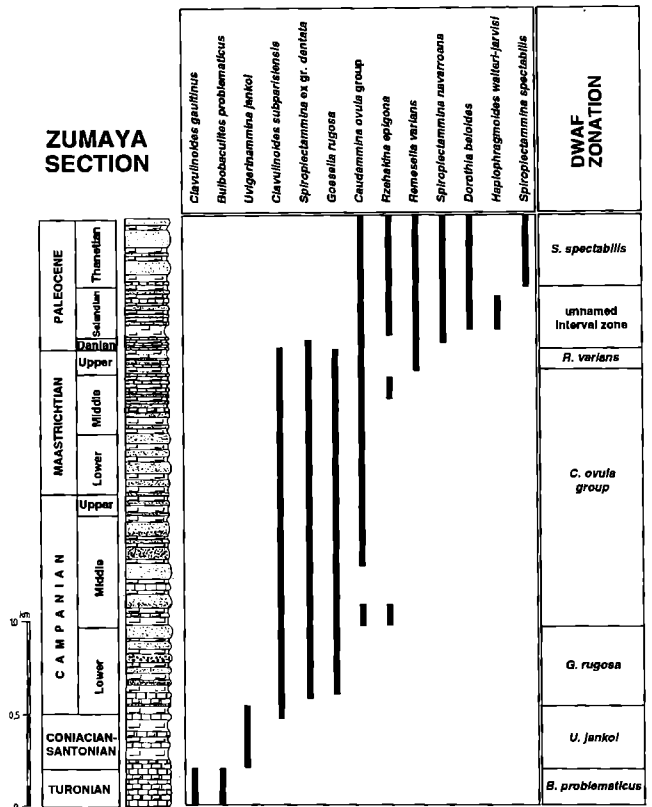 ZUMAYA
SECTION
Clavulinoides gaultinus
Bulbobaculites problematicus
Uvigerinammina jankoi
Clavulinoides subparisiensis
Spiroplectammina ex gr. dentata
Goesella rugosa
Caudammina ovula group
Rzehakina epigona
Remesella varians
Spiroplectammina navarroana
Dorothia beloides
Haplophragmoides walteri-jarvisi
Spiroplectammina spectabilis
DWAF
ZONATION
PALEOCENE
Thanetian
Selandian
Danian
MAASTRICHTIAN
Upper
Middle
Lower
CAMPANIAN
Upper
Middle
Lower
CONIACIAN-
SANTONIAN
TURONIAN
km
0,5
0
S. spectabilis
unnamed
interval zone
R. varians
C. ovula
group
G. rugosa
U. jankoi
B. problematicus